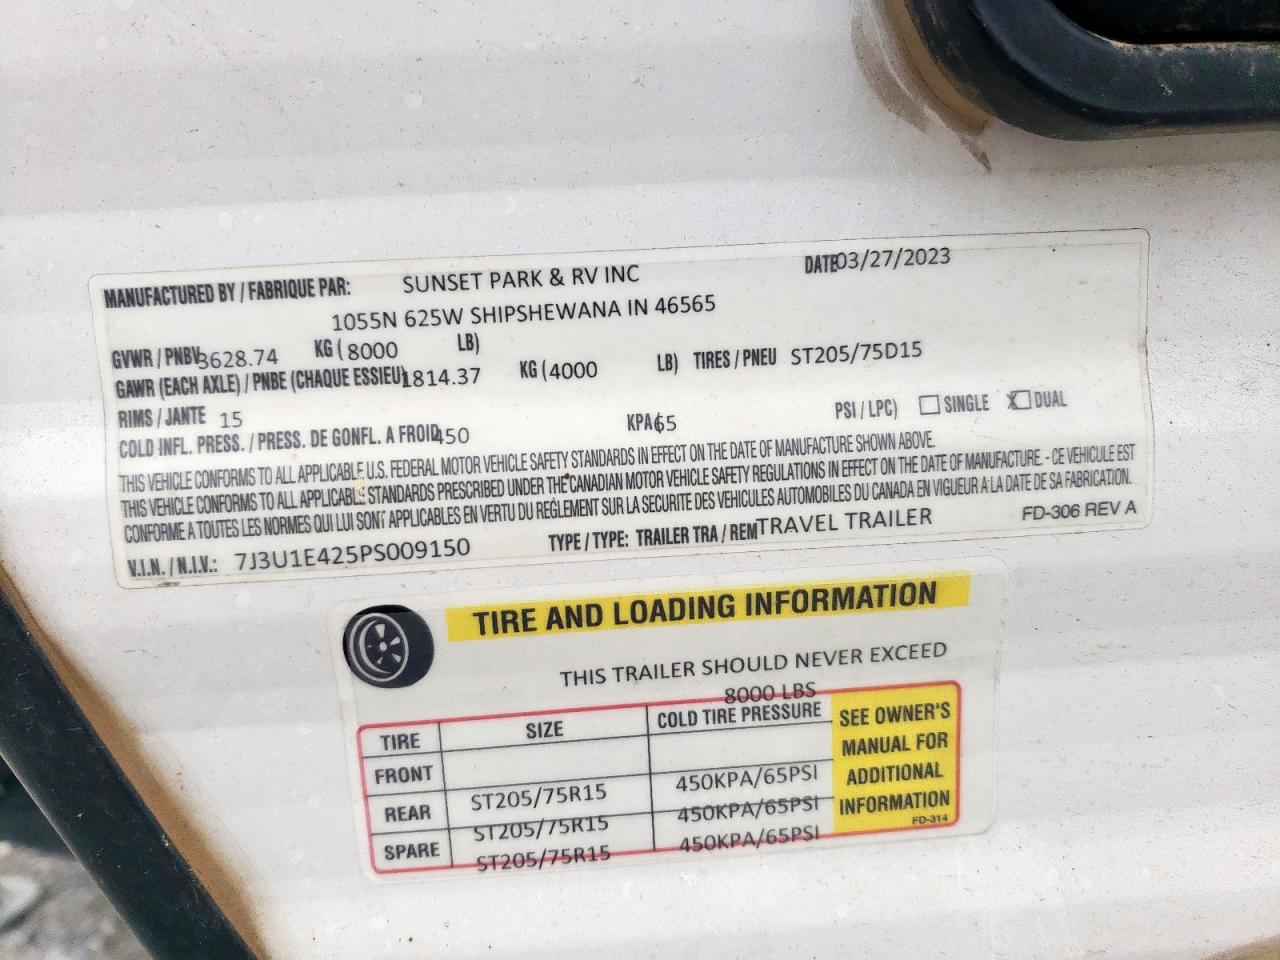 MANUFACTURED BY / FABRIQUE PAR: SUNSET PARK & RV INC DATE 03/27/2023
1055N 625W SHIPSHEWANA IN 46565
GVWR / PNBV 3628.74 KG ( 8000 LB)
GAWR (EACH AXLE) / PNBE (CHAQUE ESSIEU) 1814.37 KG ( 4000 LB) TIRES / PNEU ST205/75D15
RIMS / JANTE 15
COLD INFL. PRESS. / PRESS. DE GONFL. A FROID 450 KPA( 65 PSI / LPC) SINGLE X DUAL
THIS VEHICLE CONFORMS TO ALL APPLICABLE U.S. FEDERAL MOTOR VEHICLE SAFETY STANDARDS IN EFFECT ON THE DATE OF MANUFACTURE SHOWN ABOVE.
THIS VEHICLE CONFORMS TO ALL APPLICABLE STANDARDS PRESCRIBED UNDER THE CANADIAN MOTOR VEHICLE SAFETY REGULATIONS IN EFFECT ON THE DATE OF MANUFACTURE. - CE VEHICULE EST
CONFORME A TOUTES LES NORMES QUI LUI SONT APPLICABLES EN VERTU DU RÉGLEMENT SUR LA SECURITE DES VEHICULES AUTOMOBILES DU CANADA EN VIGUEUR A LA DATE DE SA FABRICATION.
V.I.N. / N.I.V.: 7J3U1E425PS009150 TYPE / TYPE: TRAILER TRA / REM TRAVEL TRAILER FD-306 REV A
TIRE AND LOADING INFORMATION
THIS TRAILER SHOULD NEVER EXCEED
8000 LBS
TIRE SIZE COLD TIRE PRESSURE
FRONT ST205/75R15 450KPA/65PSI
REAR ST205/75R15 450KPA/65PSI
SPARE ST205/75R15 450KPA/65PSI
SEE OWNER'S
MANUAL FOR
ADDITIONAL
INFORMATION
FD-314